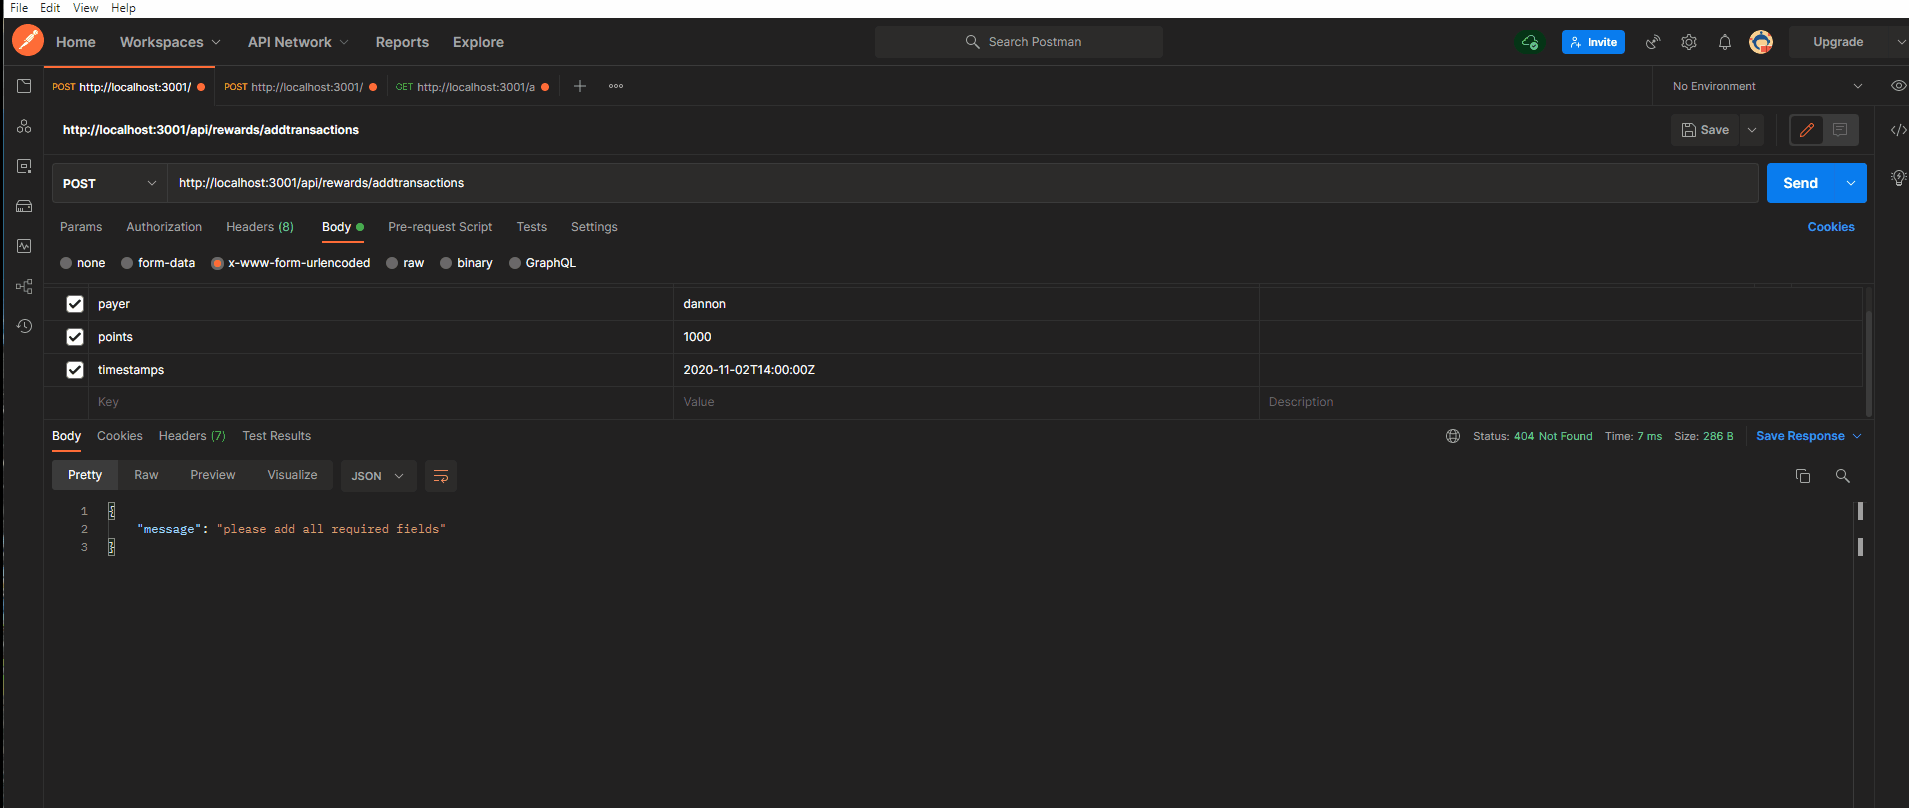 File Edit View Help
Home Workspaces API Network Reports Explore Search Postman Invite Upgrade
POST http://localhost:3001/ POST http://localhost:3001/ GET http://localhost:3001/a No Environment
http://localhost:3001/api/rewards/addtransactions Save
POST http://localhost:3001/api/rewards/addtransactions Send
Params Authorization Headers (8) Body Pre-request Script Tests Settings Cookies
none form-data x-www-form-urlencoded raw binary GraphQL
payer dannon
points 1000
timestamps 2020-11-02T14:00:00Z
Key Value Description
Body Cookies Headers (7) Test Results Status: 404 Not Found Time: 7 ms Size: 286 B Save Response
Pretty Raw Preview Visualize JSON
1 {
2 "message": "please add all required fields"
3 }